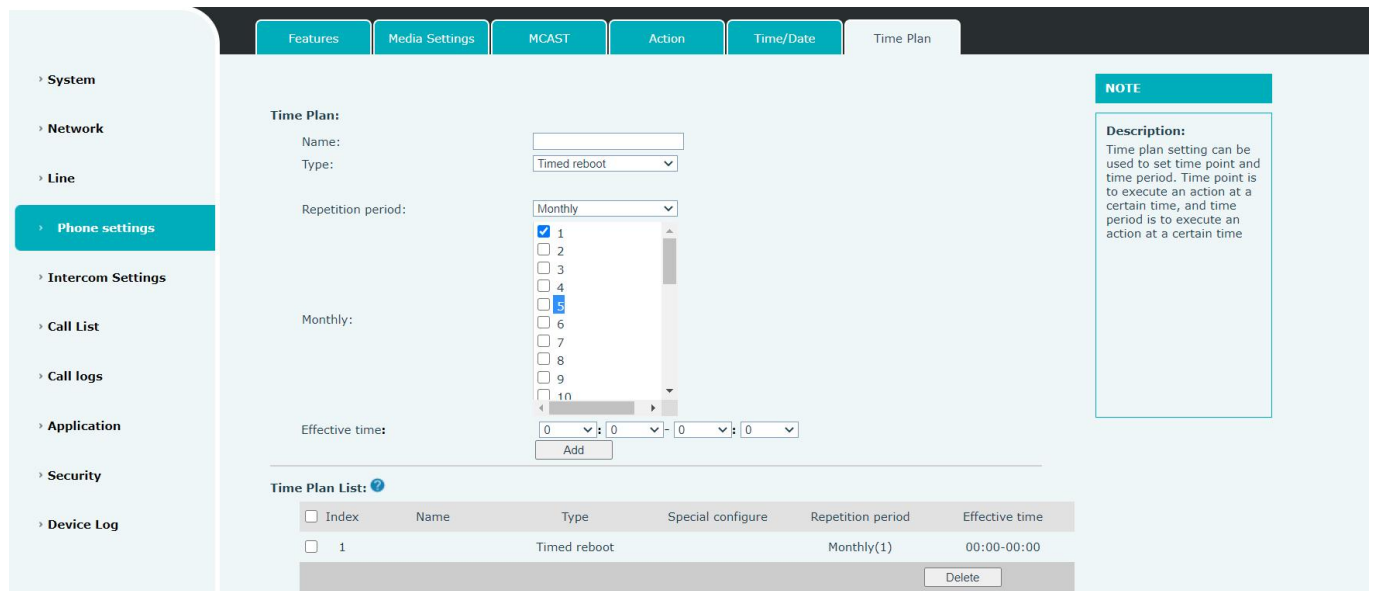 Features Media Settings MCAST Action Time/Date Time Plan
System
Network
Line
Phone settings
Intercom Settings
Call List
Call logs
Application
Security
Device Log
Time Plan:
Name:
Type: Timed reboot
Repetition period: Monthly
Monthly:
1
2
3
4
5
6
7
8
9
10
Effective time: 0 : 0 - 0 : 0
Add
Time Plan List: ?
Index Name Type Special configure Repetition period Effective time
1 Timed reboot Monthly(1) 00:00-00:00
Delete
NOTE
Description:
Time plan setting can be
used to set time point and
time period. Time point is
to execute an action at a
certain time, and time
period is to execute an
action at a certain time